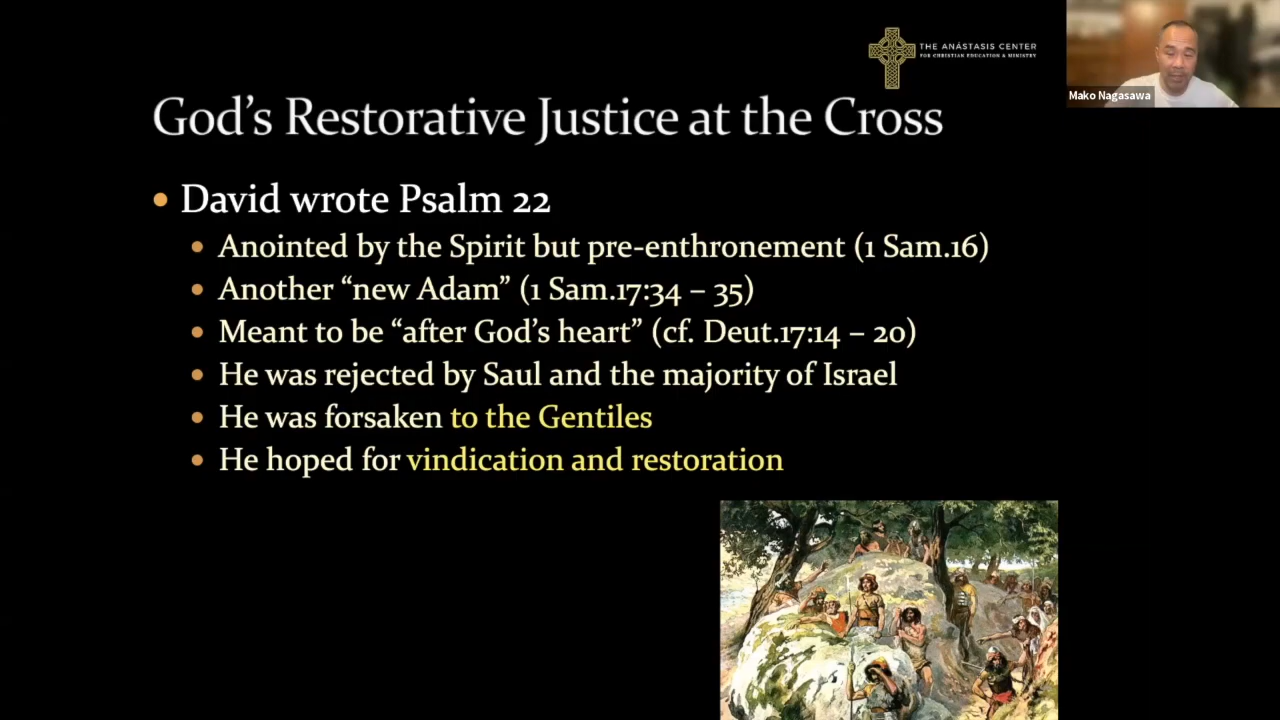 THE ANÁSTASIS CENTER
FOR CHRISTIAN EDUCATION & MINISTRY
Mako Nagasawa
God's Restorative Justice at the Cross
David wrote Psalm 22
Anointed by the Spirit but pre-enthronement (1 Sam.16)
Another “new Adam” (1 Sam.17:34 – 35)
Meant to be “after God's heart” (cf. Deut.17:14 – 20)
He was rejected by Saul and the majority of Israel
He was forsaken to the Gentiles
He hoped for vindication and restoration